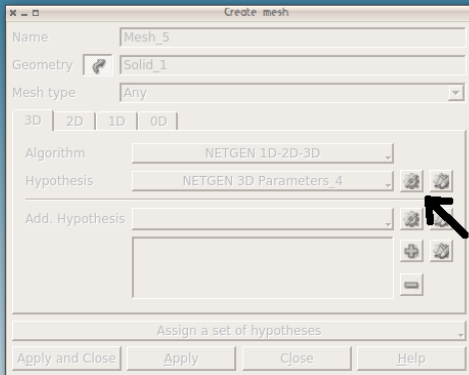 Create mesh
Name Mesh_5
Geometry Solid_1
Mesh type Any
3D 2D 1D 0D
Algorithm NETGEN 1D-2D-3D
Hypothesis NETGEN 3D Parameters_4
Add. Hypothesis
Assign a set of hypotheses
Apply and Close Apply Close Help